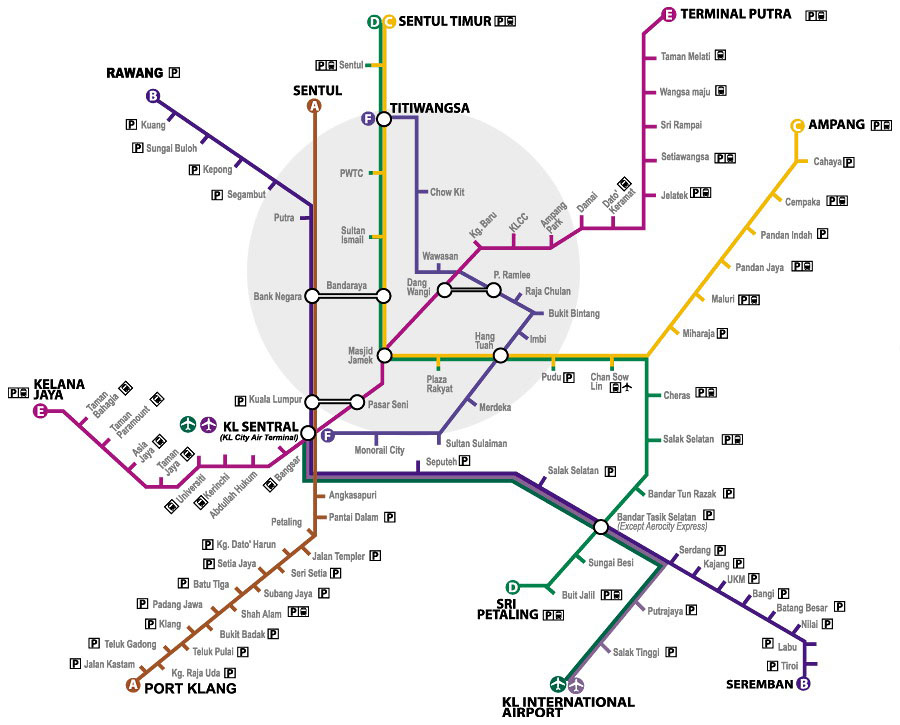 D
C
SENTUL TIMUR
P
E
TERMINAL PUTRA
P
P
Sentul
Taman Melati
RAWANG
P
B
SENTUL
A
Wangsa maju
F
TITIWANGSA
C
AMPANG
P
P
Kuang
Sri Rampai
P
Sungai Buloh
Setiawangsa
P
Cahaya
P
P
Kepong
PWTC
Chow Kit
Dato'
Keramat
Damai
Jelatek
P
P
Segambut
Cempaka
P
Putra
Sultan
Ismail
Kg. Baru
KLCC
Ampang
Park
Pandan Indah
P
Wawasan
Pandan Jaya
P
P. Ramlee
Dang
Wangi
Bandaraya
Bank Negara
Raja Chulan
Maluri
P
Bukit Bintang
Miharaja
P
Hang
Tuah
Imbi
Masjid
Jamek
Plaza
Rakyat
Pudu
P
Chan Sow
Lin
P
KELANA
JAYA
E
Taman
Bahagia
Taman
Paramount
Asia
Jaya
Taman
Jaya
P
Kuala Lumpur
Pasar Seni
Merdeka
Cheras
P
KL SENTRAL
(KL City Air Terminal)
F
Monorail City
Sultan Sulaiman
Salak Selatan
P
Universiti
Kerinchi
Abdullah Hukum
Bangsar
Seputeh
P
Salak Selatan
P
Angkasapuri
Bandar Tun Razak
P
Petaling
Pantai Dalam
P
Bandar Tasik Selatan
(Except Aerocity Express)
P
P
Kg. Dato' Harun
Jalan Templer
P
Serdang
P
P
Setia Jaya
Seri Setia
P
Sungai Besi
Kajang
P
P
Batu Tiga
Subang Jaya
P
D
UKM
P
P
Padang Jawa
Shah Alam
P
SRI
PETALING
P
Buit Jalil
P
Putrajaya
P
Bangi
P
P
Klang
Bukit Badak
P
Batang Besar
P
P
Teluk Gadong
Teluk Pulai
P
Salak Tinggi
P
Nilai
P
P
Jalan Kastam
Kg. Raja Uda
P
P
Labu
P
Tiroi
A
PORT KLANG
SEREMBAN
B
KL INTERNATIONAL
AIRPORT